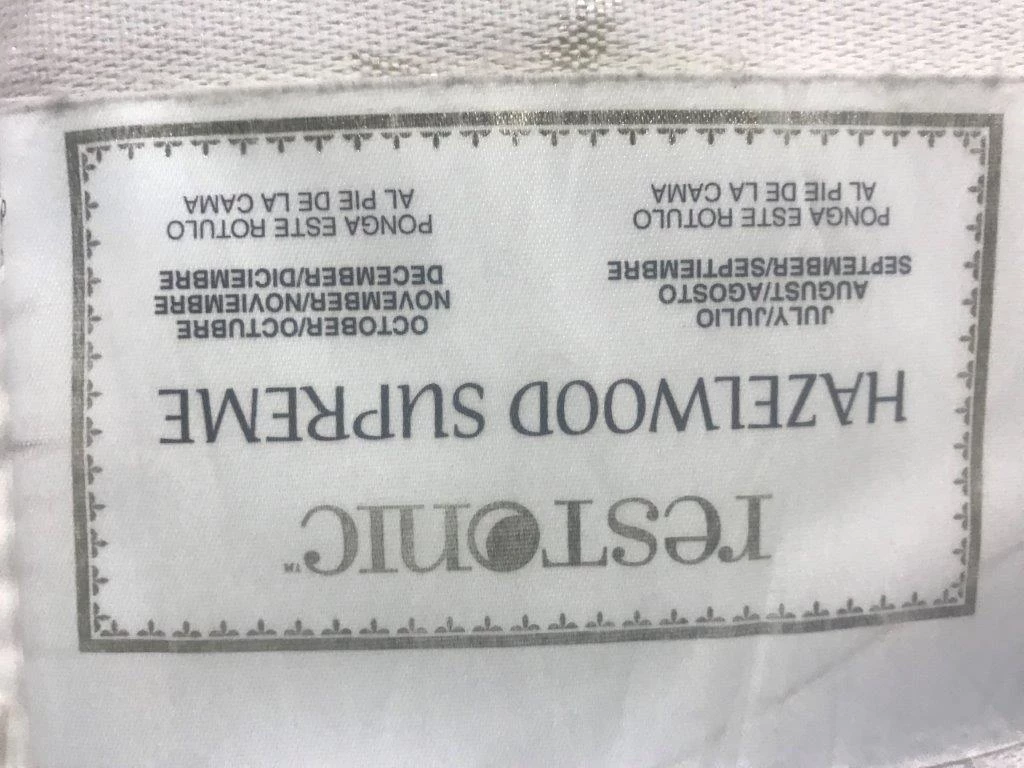 resTonic™
HAZELWOOD SUPREME
JULY/JULIO
AUGUST/AGOSTO
SEPTEMBER/SEPTIEMBRE
PONGA ESTE ROTULO
AL PIE DE LA CAMA
OCTOBER/OCTUBRE
NOVEMBER/NOVIEMBRE
DECEMBER/DICIEMBRE
PONGA ESTE ROTULO
AL PIE DE LA CAMA